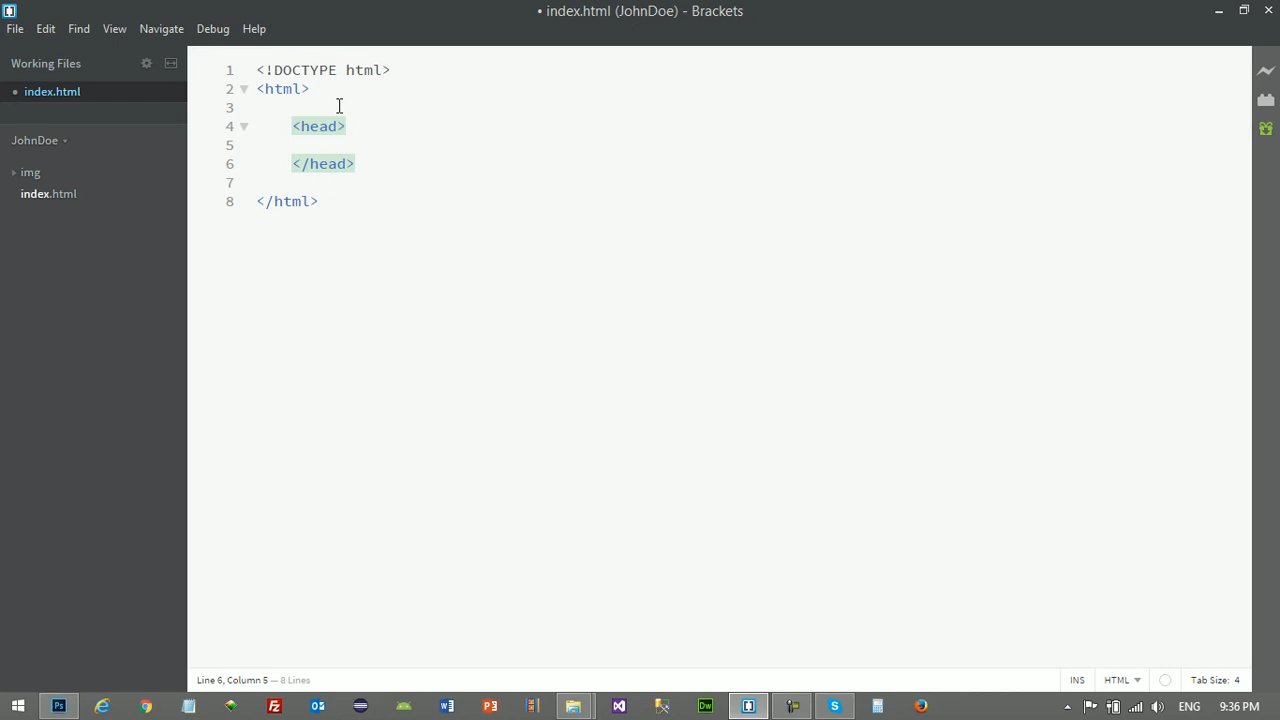 • index.html (JohnDoe) - Brackets
File Edit Find View Navigate Debug Help
Working Files
• index.html
JohnDoe
img
index.html
1 <!DOCTYPE html>
2 <html>
3
4 <head>
5
6 </head>
7
8 </html>
Line 6, Column 5 — 8 Lines
INS HTML Tab Size: 4
ENG 9:36 PM